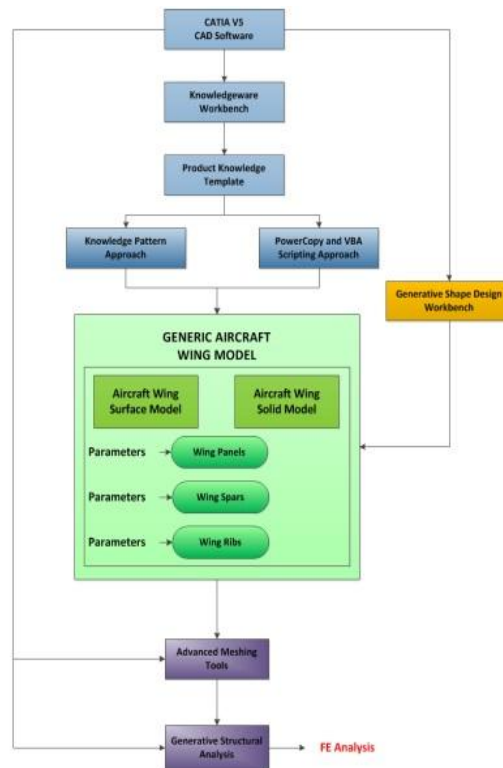 CATIA V5
CAD Software
Knowledgeware
Workbench
Product Knowledge
Template
Knowledge Pattern
Approach
PowerCopy and VBA
Scripting Approach
Generative Shape Design
Workbench
GENERIC AIRCRAFT
WING MODEL
Aircraft Wing
Surface Model
Aircraft Wing
Solid Model
Parameters
Wing Panels
Parameters
Wing Spars
Parameters
Wing Ribs
Advanced Meshing
Tools
Generative Structural
Analysis
FE Analysis